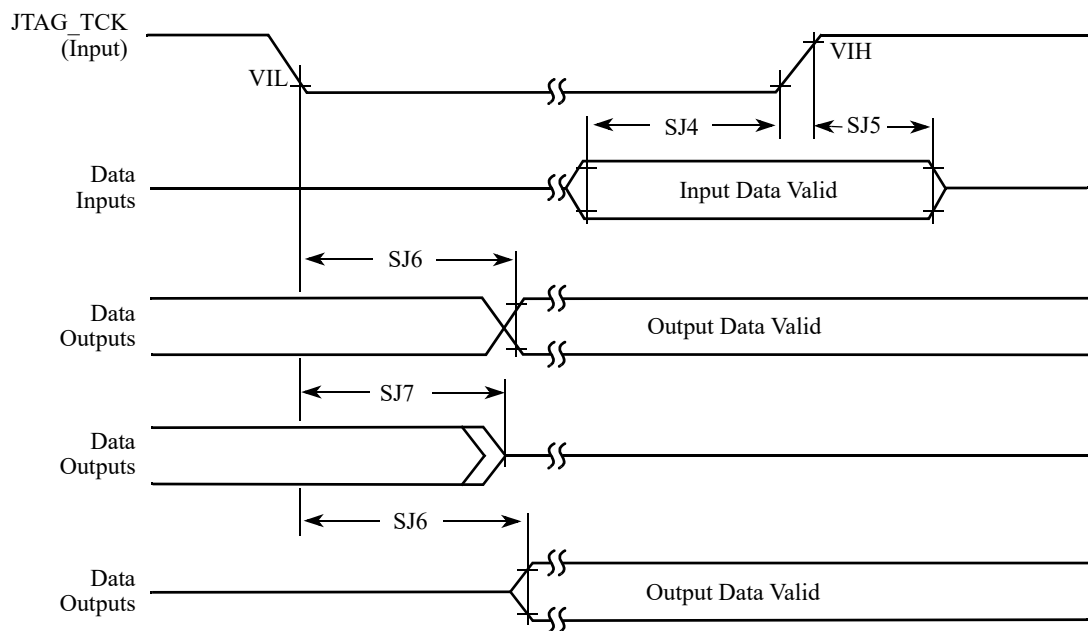 JTAG_TCK
(Input)
VIL
VIH
SJ4
SJ5
Data
Inputs
Input Data Valid
SJ6
Data
Outputs
Output Data Valid
SJ7
Data
Outputs
SJ6
Data
Outputs
Output Data Valid